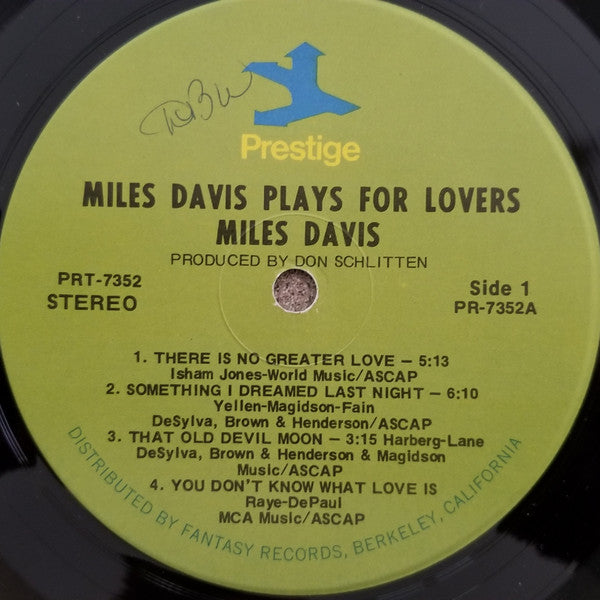 Prestige
MILES DAVIS PLAYS FOR LOVERS
MILES DAVIS
PRODUCED BY DON SCHLITTEN
PRT-7352
STEREO
Side 1
PR-7352A
1. THERE IS NO GREATER LOVE – 5:13
Isham Jones-World Music/ASCAP
2. SOMETHING I DREAMED LAST NIGHT – 6:10
Yellen-Magidson-Fain
DeSylva, Brown & Henderson/ASCAP
3. THAT OLD DEVIL MOON – 3:15 Harberg-Lane
DeSylva, Brown & Henderson & Magidson
Music/ASCAP
4. YOU DON'T KNOW WHAT LOVE IS
Raye-DePaul
MCA Music/ASCAP
DISTRIBUTED BY FANTASY RECORDS, BERKELEY, CALIFORNIA